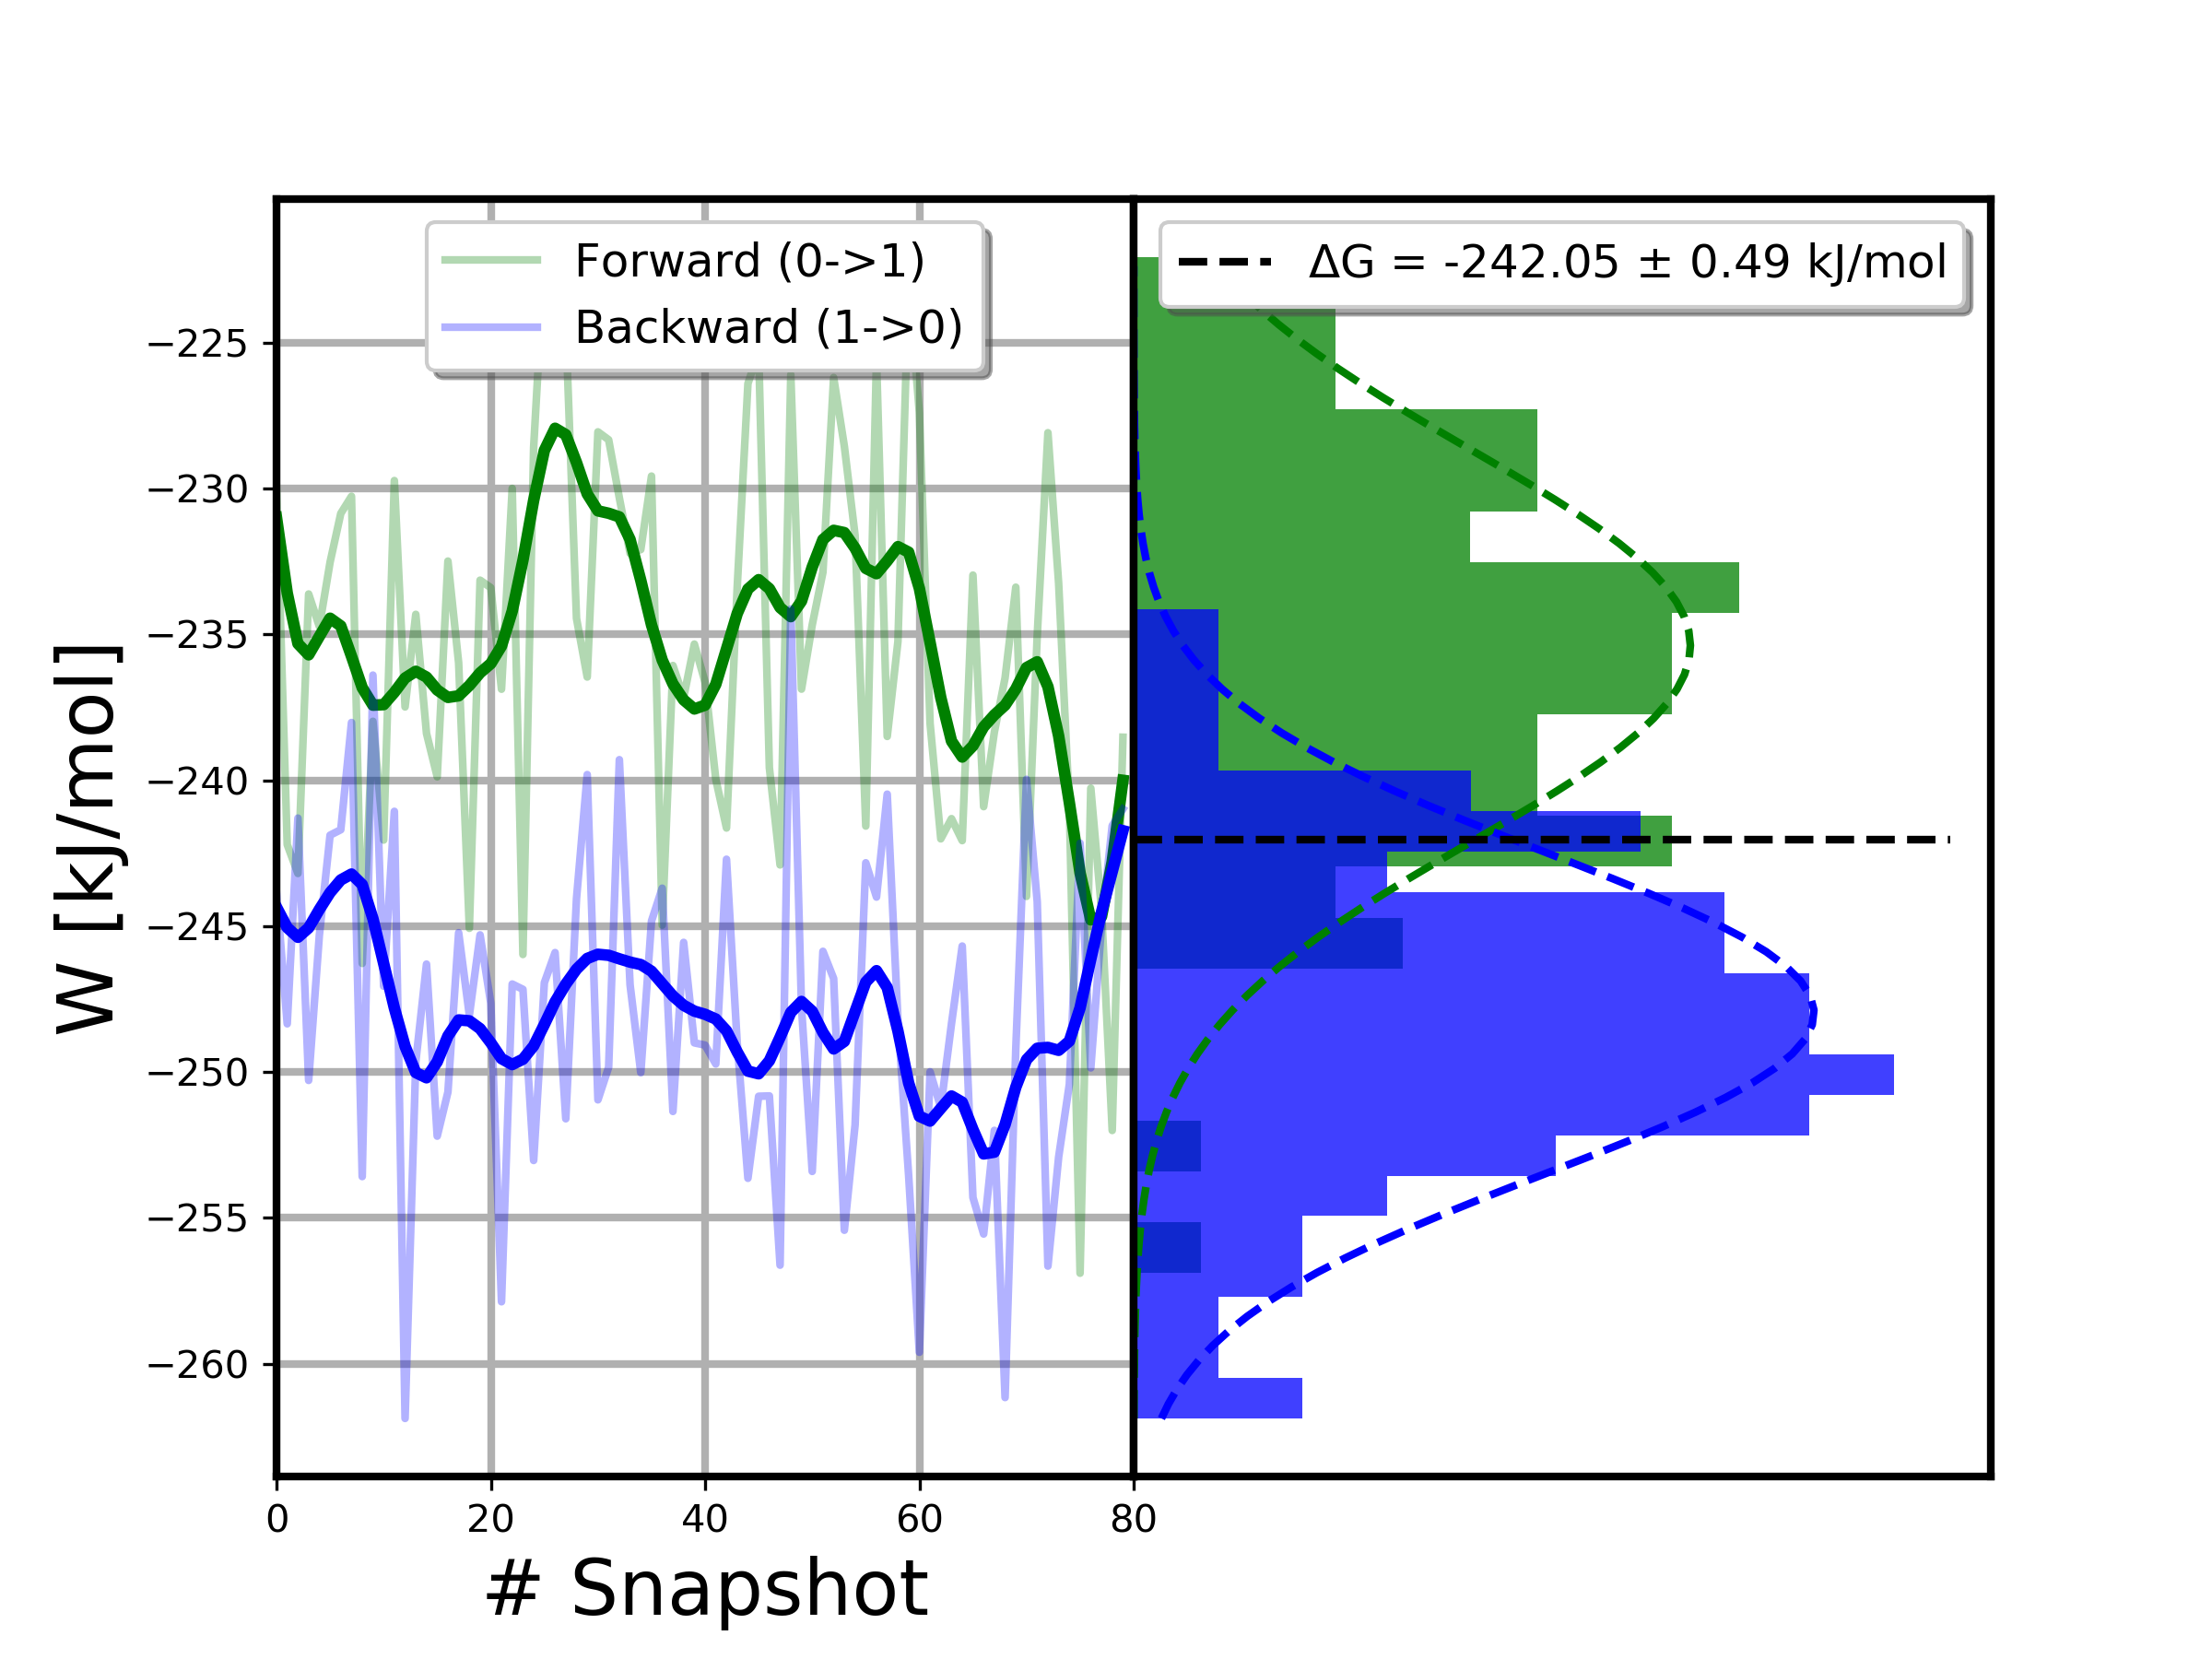 Forward (0->1)
Backward (1->0)
ΔG = -242.05 ± 0.49 kJ/mol
W [kJ/mol]
−225
−230
−235
−240
−245
−250
−255
−260
0 20 40 60 80
# Snapshot